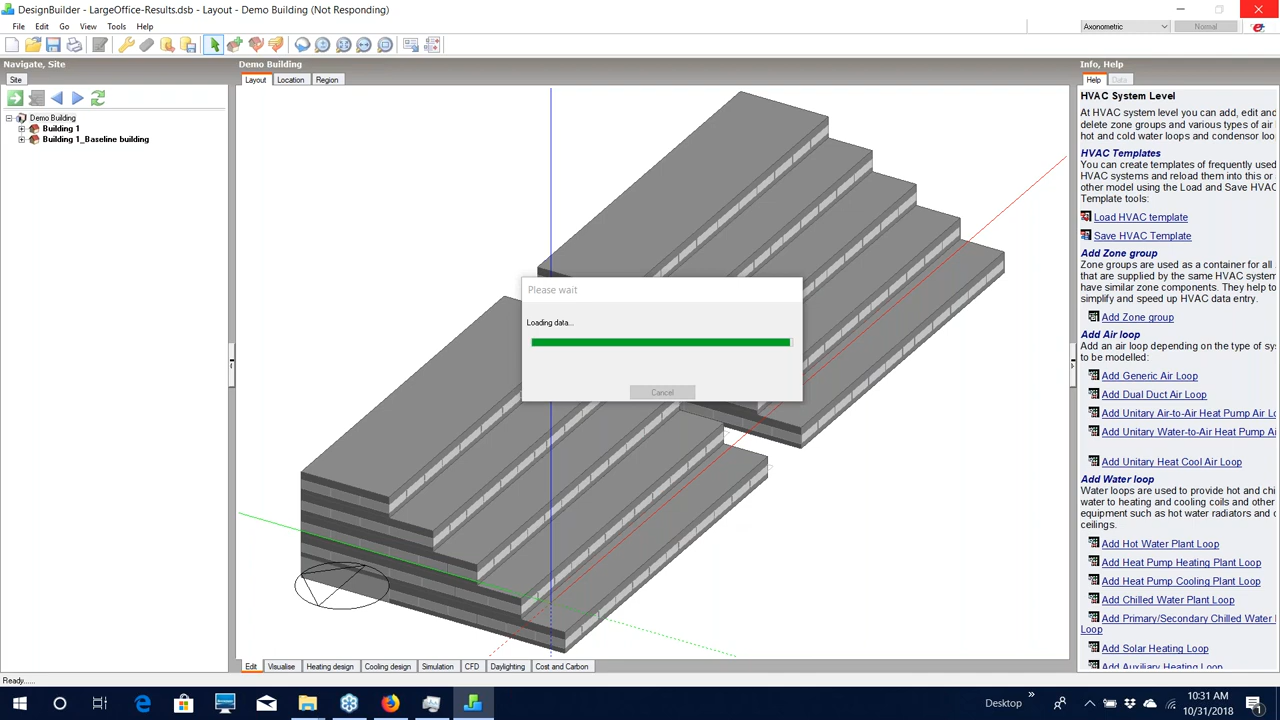 DesignBuilder - LargeOffice-Results.dsb - Layout - Demo Building (Not Responding)
File Edit Go View Tools Help
Axonometric
Normal
Navigate, Site
Demo Building
Info, Help
Site
Layout Location Region
Help Data
Demo Building
Building 1
Building 1_Baseline building
Please wait
Loading data...
Cancel
HVAC System Level
At HVAC system level you can add, edit and
delete zone groups and various types of air
hot and cold water loops and condensor loo
HVAC Templates
You can create templates of frequently used
HVAC systems and reload them into this or
other model using the Load and Save HVAC
Template tools:
Load HVAC template
Save HVAC Template
Add Zone group
Zone groups are used as a container for all
that are supplied by the same HVAC system
have similar zone components. They help to
simplify and speed up HVAC data entry.
Add Zone group
Add Air loop
Add an air loop depending on the type of sy
to be modelled:
Add Generic Air Loop
Add Dual Duct Air Loop
Add Unitary Air-to-Air Heat Pump Air Lo
Add Unitary Water-to-Air Heat Pump Ai
Add Unitary Heat Cool Air Loop
Add Water loop
Water loops are used to provide hot and chi
water to heating and cooling coils and other
equipment such as hot water radiators and c
ceilings.
Add Hot Water Plant Loop
Add Heat Pump Heating Plant Loop
Add Heat Pump Cooling Plant Loop
Add Chilled Water Plant Loop
Add Primary/Secondary Chilled Water
Loop
Add Solar Heating Loop
Add Auxiliary Heating Loop
Edit Visualise Heating design Cooling design Simulation CFD Daylighting Cost and Carbon
Ready.....
Desktop
10:31 AM
10/31/2018